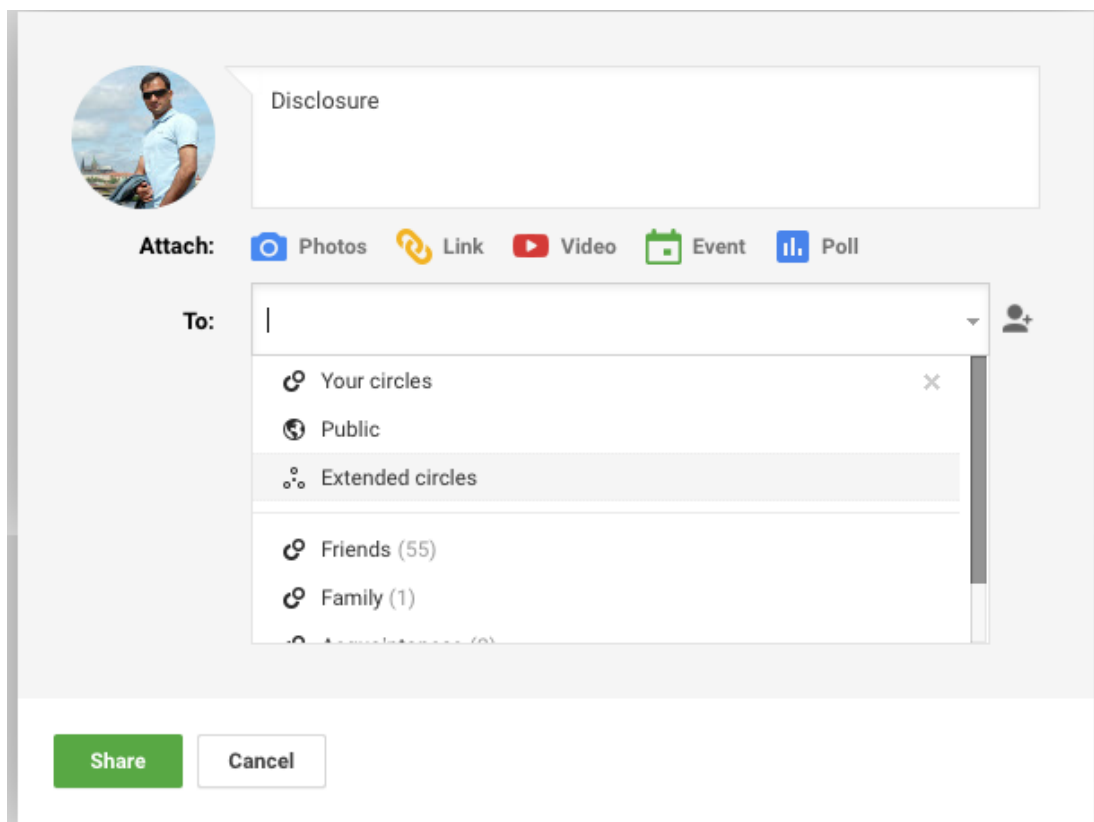 Disclosure
Attach: Photos Link Video Event Poll
To:
Your circles
Public
Extended circles
Friends (55)
Family (1)
Share Cancel